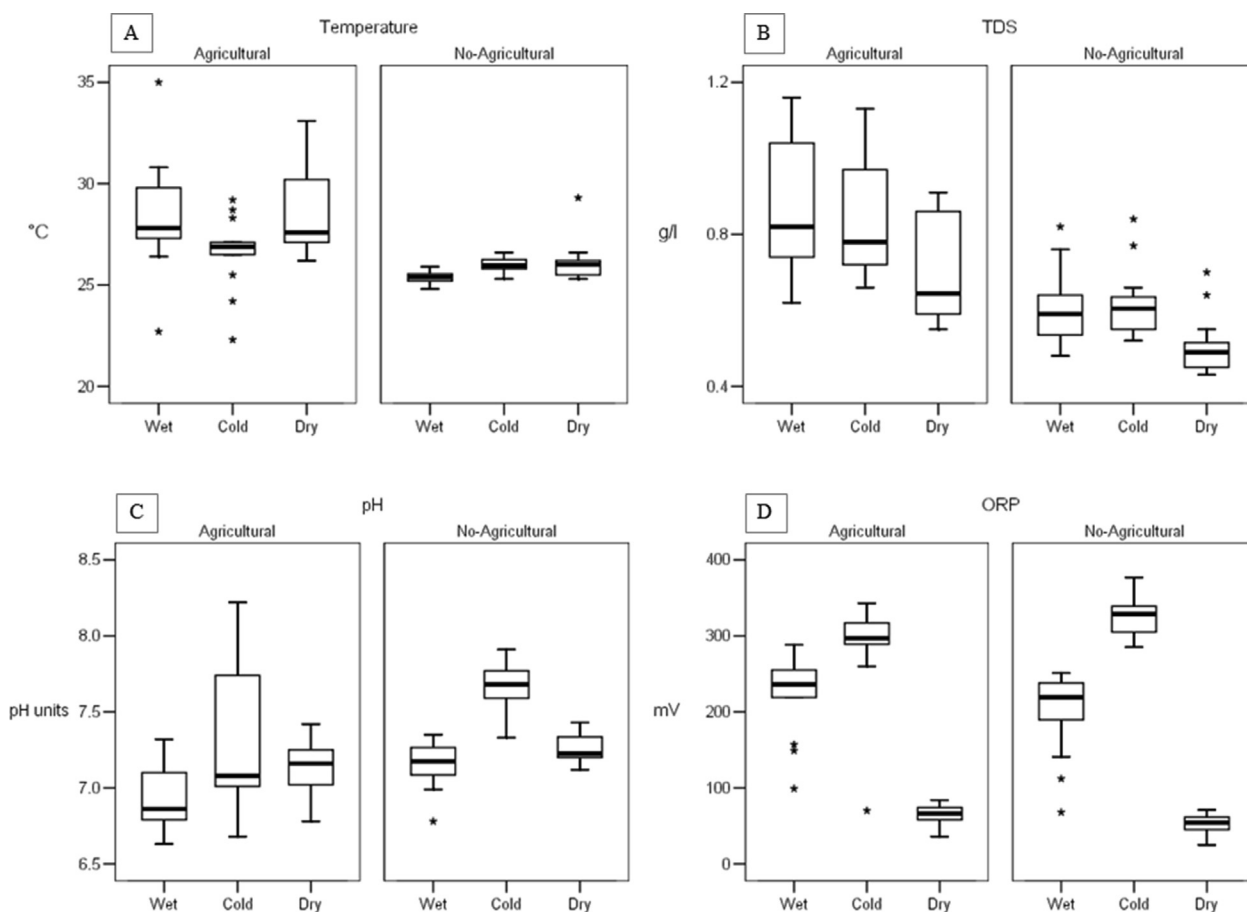 A
Temperature
Agricultural
No-Agricultural
35
30
°C
25
20
Wet Cold Dry
Wet Cold Dry
B
TDS
Agricultural
No-Agricultural
1.2
0.8
g/l
0.4
Wet Cold Dry
Wet Cold Dry
C
pH
Agricultural
No-Agricultural
8.5
8.0
7.5
pH units
7.0
6.5
Wet Cold Dry
Wet Cold Dry
D
ORP
Agricultural
No-Agricultural
400
300
200
mV
100
0
Wet Cold Dry
Wet Cold Dry